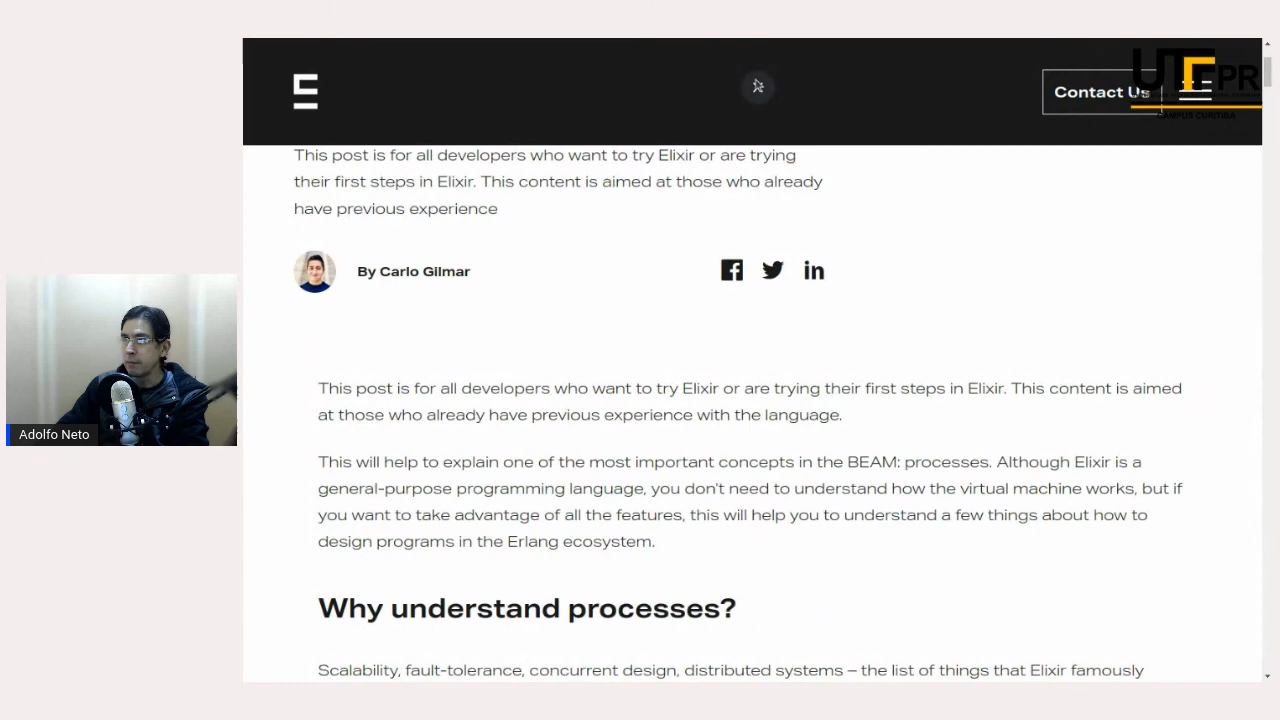 Contact Us
UTFPR
CAMPUS CURITIBA
This post is for all developers who want to try Elixir or are trying
their first steps in Elixir. This content is aimed at those who already
have previous experience
By Carlo Gilmar
This post is for all developers who want to try Elixir or are trying their first steps in Elixir. This content is aimed
at those who already have previous experience with the language.
This will help to explain one of the most important concepts in the BEAM: processes. Although Elixir is a
general-purpose programming language, you don't need to understand how the virtual machine works, but if
you want to take advantage of all the features, this will help you to understand a few things about how to
design programs in the Erlang ecosystem.
Why understand processes?
Scalability, fault-tolerance, concurrent design, distributed systems – the list of things that Elixir famously
Adolfo Neto